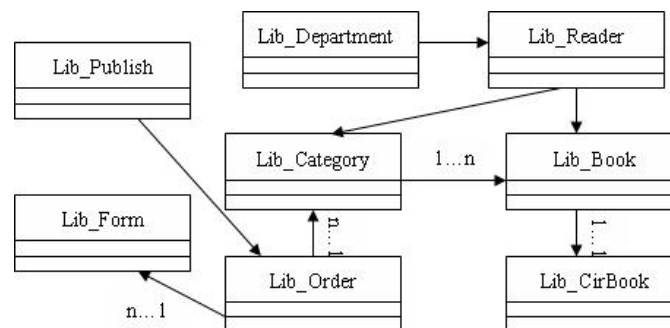 Lib_Department
Lib_Reader
Lib_Publish
Lib_Category
1...n
Lib_Book
Lib_Form
n...1
1...1
Lib_Order
Lib_CirBook
n...1